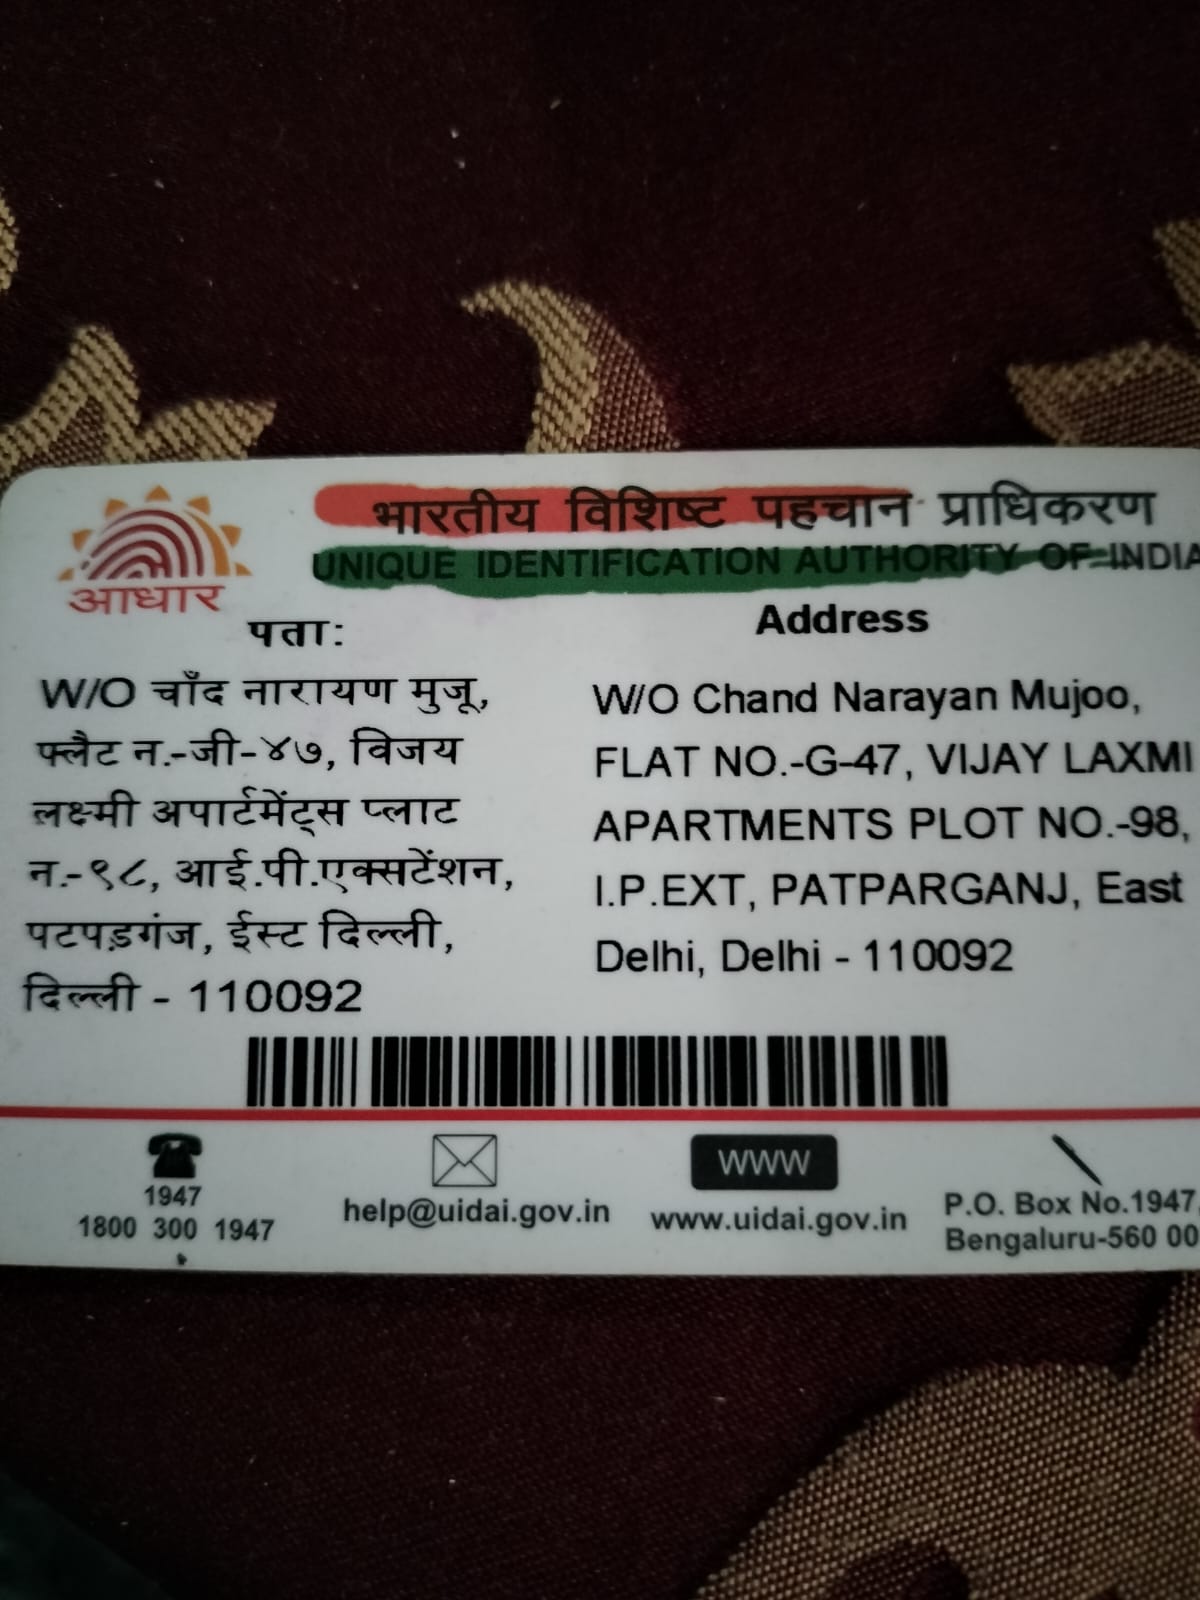 आधार
भारतीय विशिष्ट पहचान प्राधिकरण
UNIQUE IDENTIFICATION AUTHORITY OF INDIA
पता:
W/O चाँद नारायण मुजू,
फ्लैट न.-जी-४७, विजय
लक्ष्मी अपार्टमेंट्स प्लाट
न.-९८, आई.पी.एक्सटेंशन,
पटपड़गंज, ईस्ट दिल्ली,
दिल्ली - 110092
Address
W/O Chand Narayan Mujoo,
FLAT NO.-G-47, VIJAY LAXMI
APARTMENTS PLOT NO.-98,
I.P.EXT, PATPARGANJ, East
Delhi, Delhi - 110092
1947
1800 300 1947
help@uidai.gov.in
WWW
www.uidai.gov.in
P.O. Box No.1947,
Bengaluru-560 00